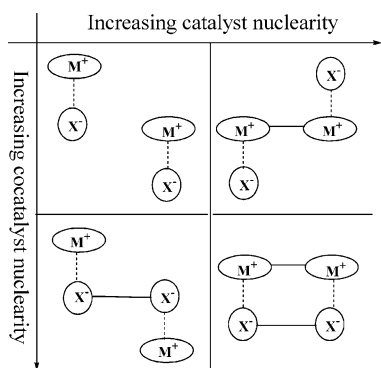 Increasing catalyst nuclearity
Increasing cocatalyst nuclearity
M⁺
X⁻
M⁺
X⁻
X⁻
M⁺ M⁺
X⁻
M⁺
X⁻ X⁻
M⁺
M⁺ M⁺
X⁻ X⁻